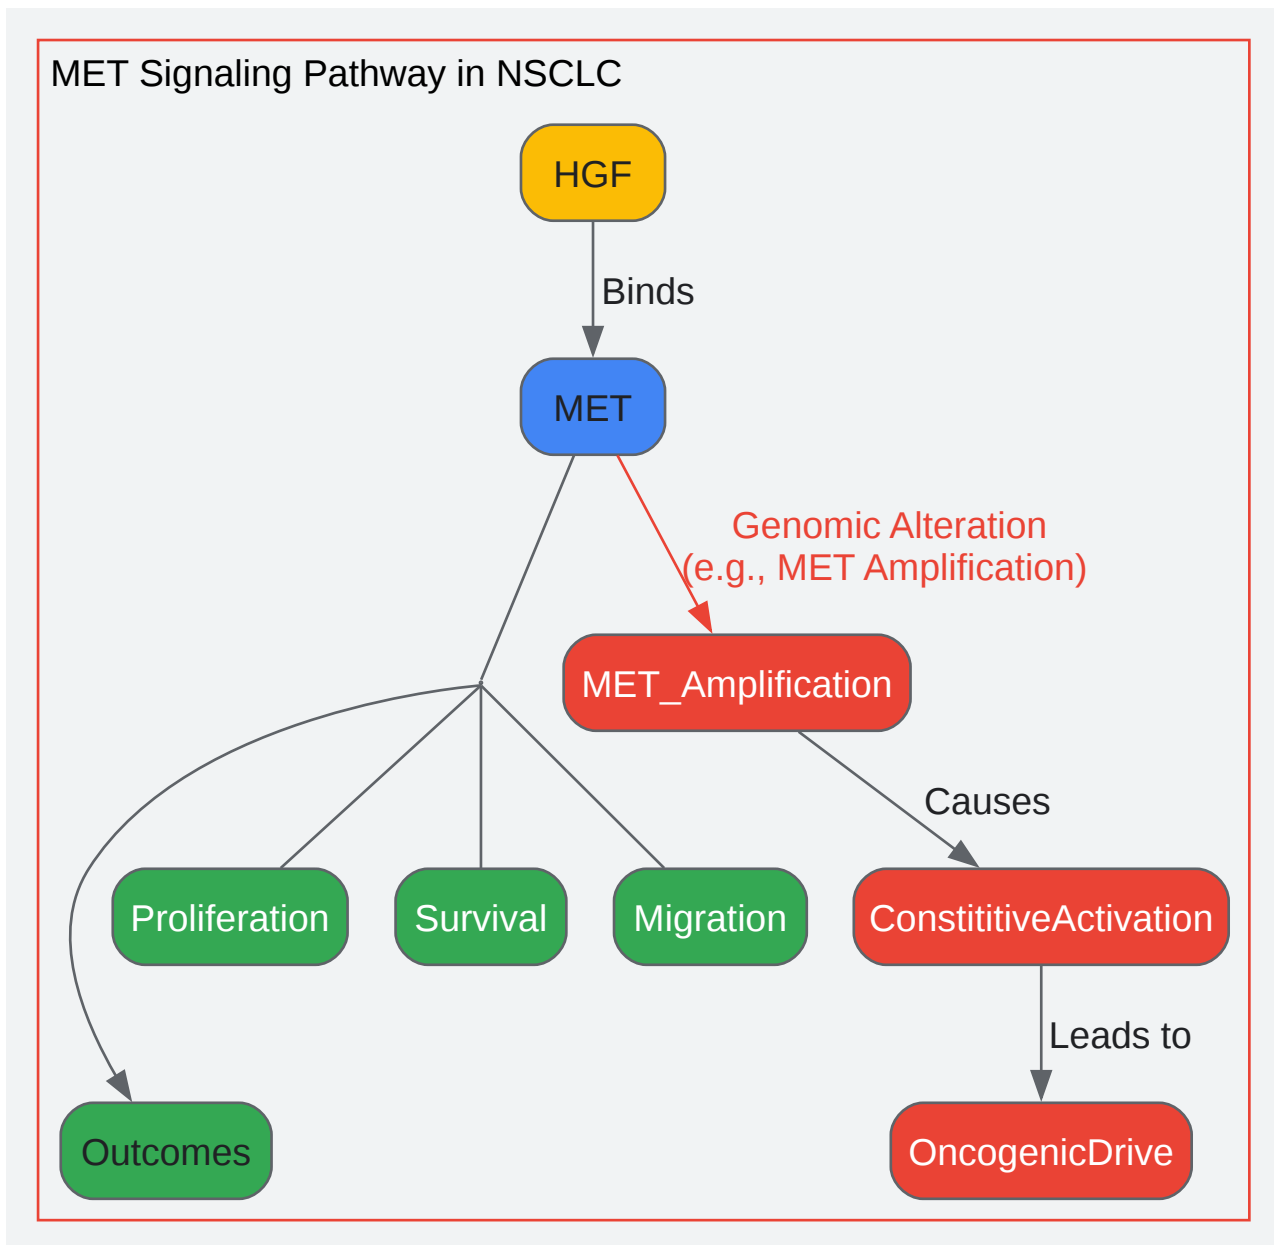 MET Signaling Pathway in NSCLC
HGF
Binds
MET
Genomic Alteration
(e.g., MET Amplification)
MET_Amplification
Causes
Proliferation
Survival
Migration
ConstititiveActivation
Leads to
Outcomes
OncogenicDrive